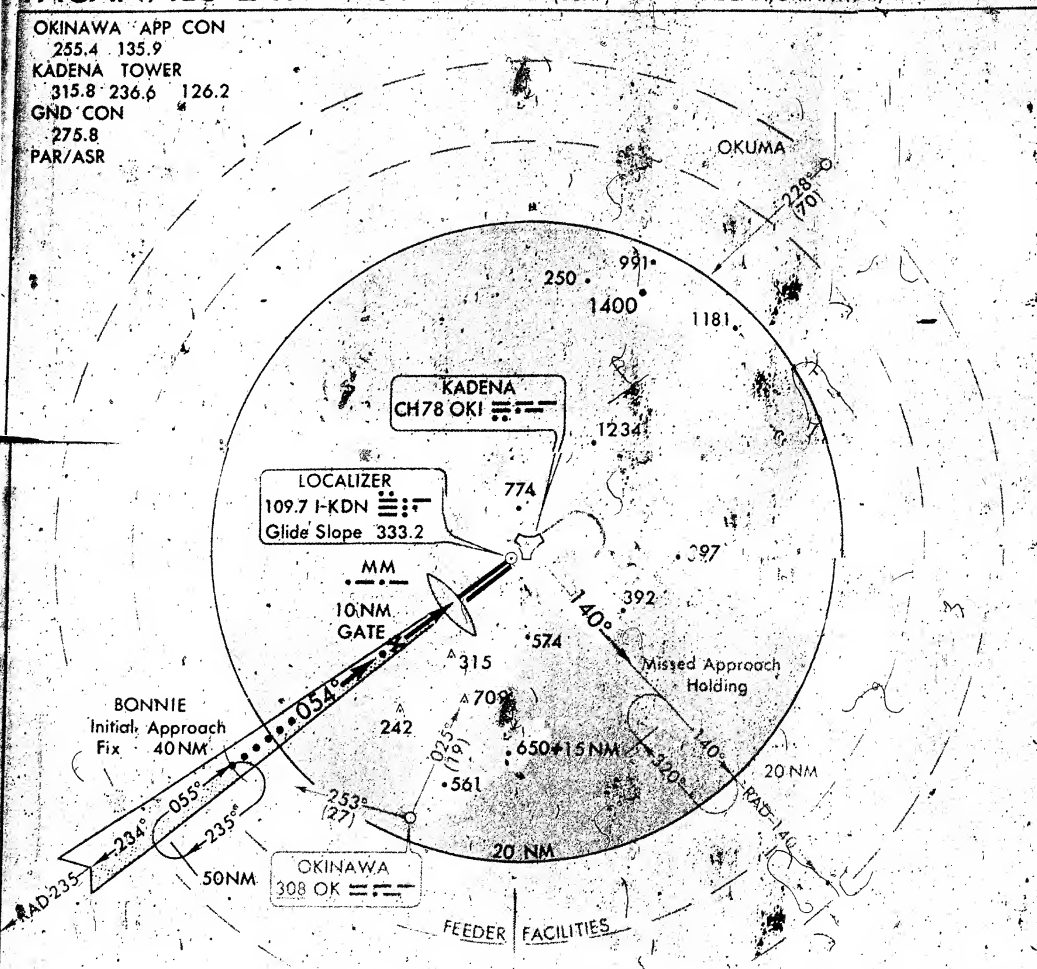 OKINAWA APP CON
255.4 135.9
KADENA TOWER
315.8 236.6 126.2
GND CON
275.8
PAR/ASR
OKUMA
228°
(70)
991
250
1400
1181
KADENA
CH78 OKI
1234
LOCALIZER
109.7 I-KDN
Glide Slope 333.2
774
MM
397
10 NM
GATE
392
140°
574
315
Missed Approach
Holding
054°
BONNIE
Initial Approach
Fix 40 NM
709
242
025°
(19)
650
15 NM
140°
320°
20 NM
055°
561
253°
(27)
RAD-140
234°
235°
20 NM
50 NM
OKINAWA
308 OK
RAD-235
FEEDER FACILITIES